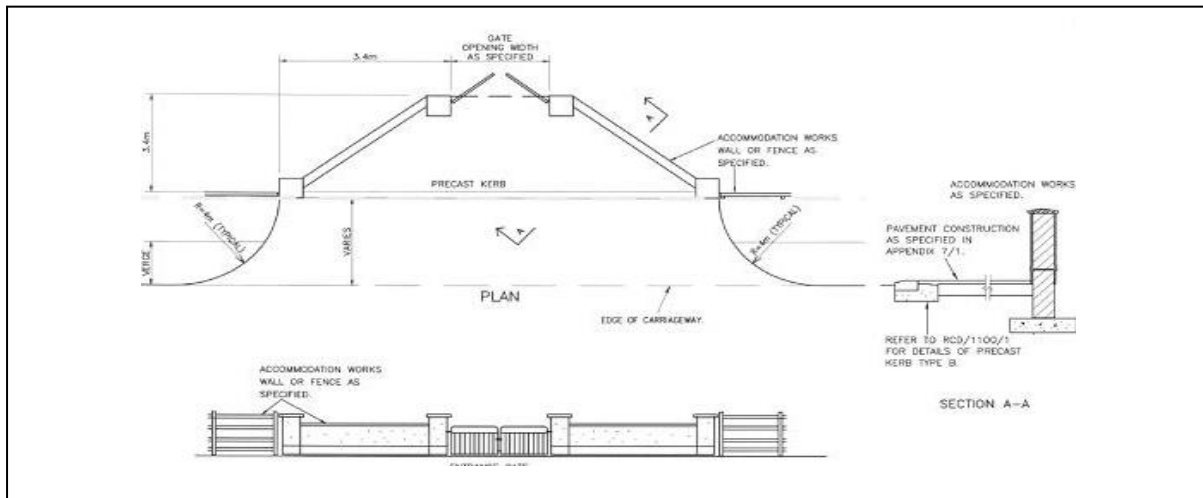 GATE
OPENING WIDTH
AS SPECIFIED
3.4m
3.4m
A
ACCOMMODATION WORKS
WALL OR FENCE AS
SPECIFIED.
PRECAST KERB
R=4m (TYPICAL)
VERGE
VARIES
A
R=4m (TYPICAL)
PLAN
EDGE OF CARRIAGEWAY.
ACCOMMODATION WORKS
AS SPECIFIED.
PAVEMENT CONSTRUCTION
AS SPECIFIED IN
APPENDIX 7/1.
REFER TO RCD/1100/1
FOR DETAILS OF PRECAST
KERB TYPE B.
SECTION A-A
ACCOMMODATION WORKS
WALL OR FENCE AS
SPECIFIED.
ENTRANCE GATE